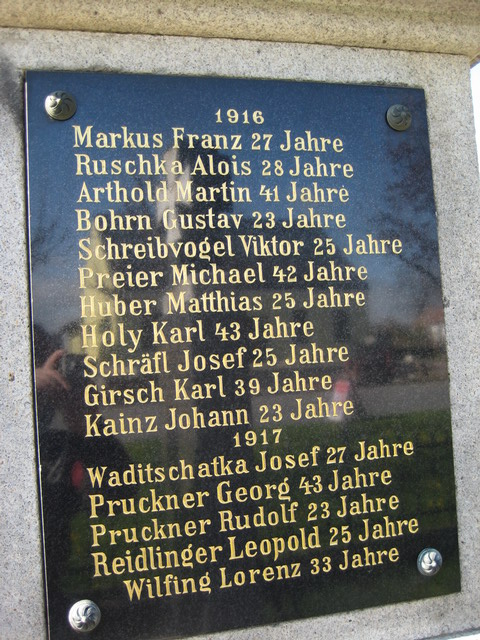 1916
Markus Franz 27 Jahre
Ruschka Alois 28 Jahre
Arthold Martin 41 Jahre
Bohrn Gustav 23 Jahre
Schreibvogel Viktor 25 Jahre
Preier Michael 42 Jahre
Huber Matthias 25 Jahre
Holy Karl 43 Jahre
Schräfl Josef 25 Jahre
Girsch Karl 39 Jahre
Kainz Johann 23 Jahre
1917
Waditschatka Josef 27 Jahre
Pruckner Georg 43 Jahre
Pruckner Rudolf 23 Jahre
Reidlinger Leopold 25 Jahre
Wilfing Lorenz 33 Jahre